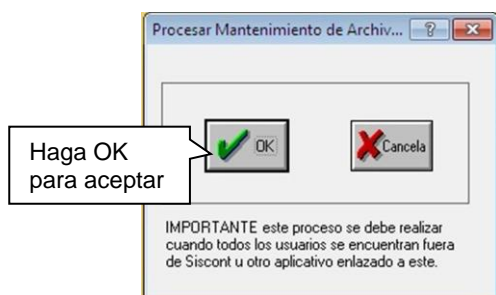 Procesar Mantenimiento de Archiv...
?
Haga OK
para aceptar
OK
Cancela
IMPORTANTE este proceso se debe realizar
cuando todos los usuarios se encuentran fuera
de Siscont u otro aplicativo enlazado a este.